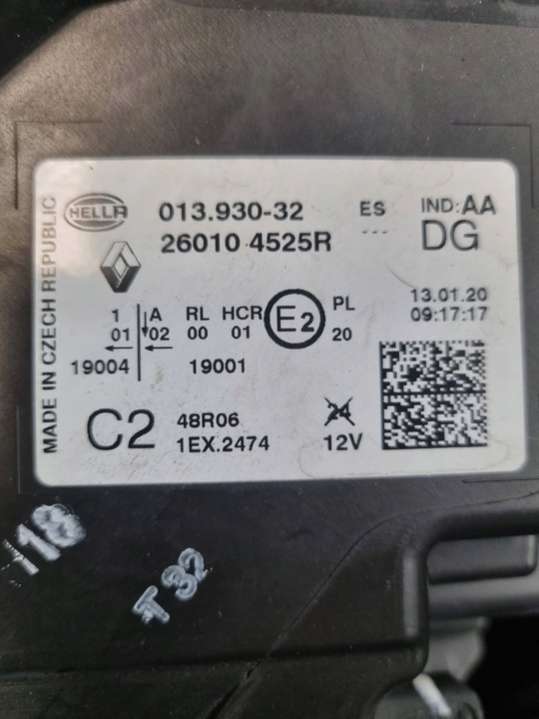 MADE IN CZECH REPUBLIC
HELLA 013.930-32 ES IND:AA
26010 4525R --- DG
13.01.20
09:17:17
1 A RL HCR E2 PL
01 02 00 01 20
19004 19001
C2 48R06 24
1EX.2474 12V
18
T 32